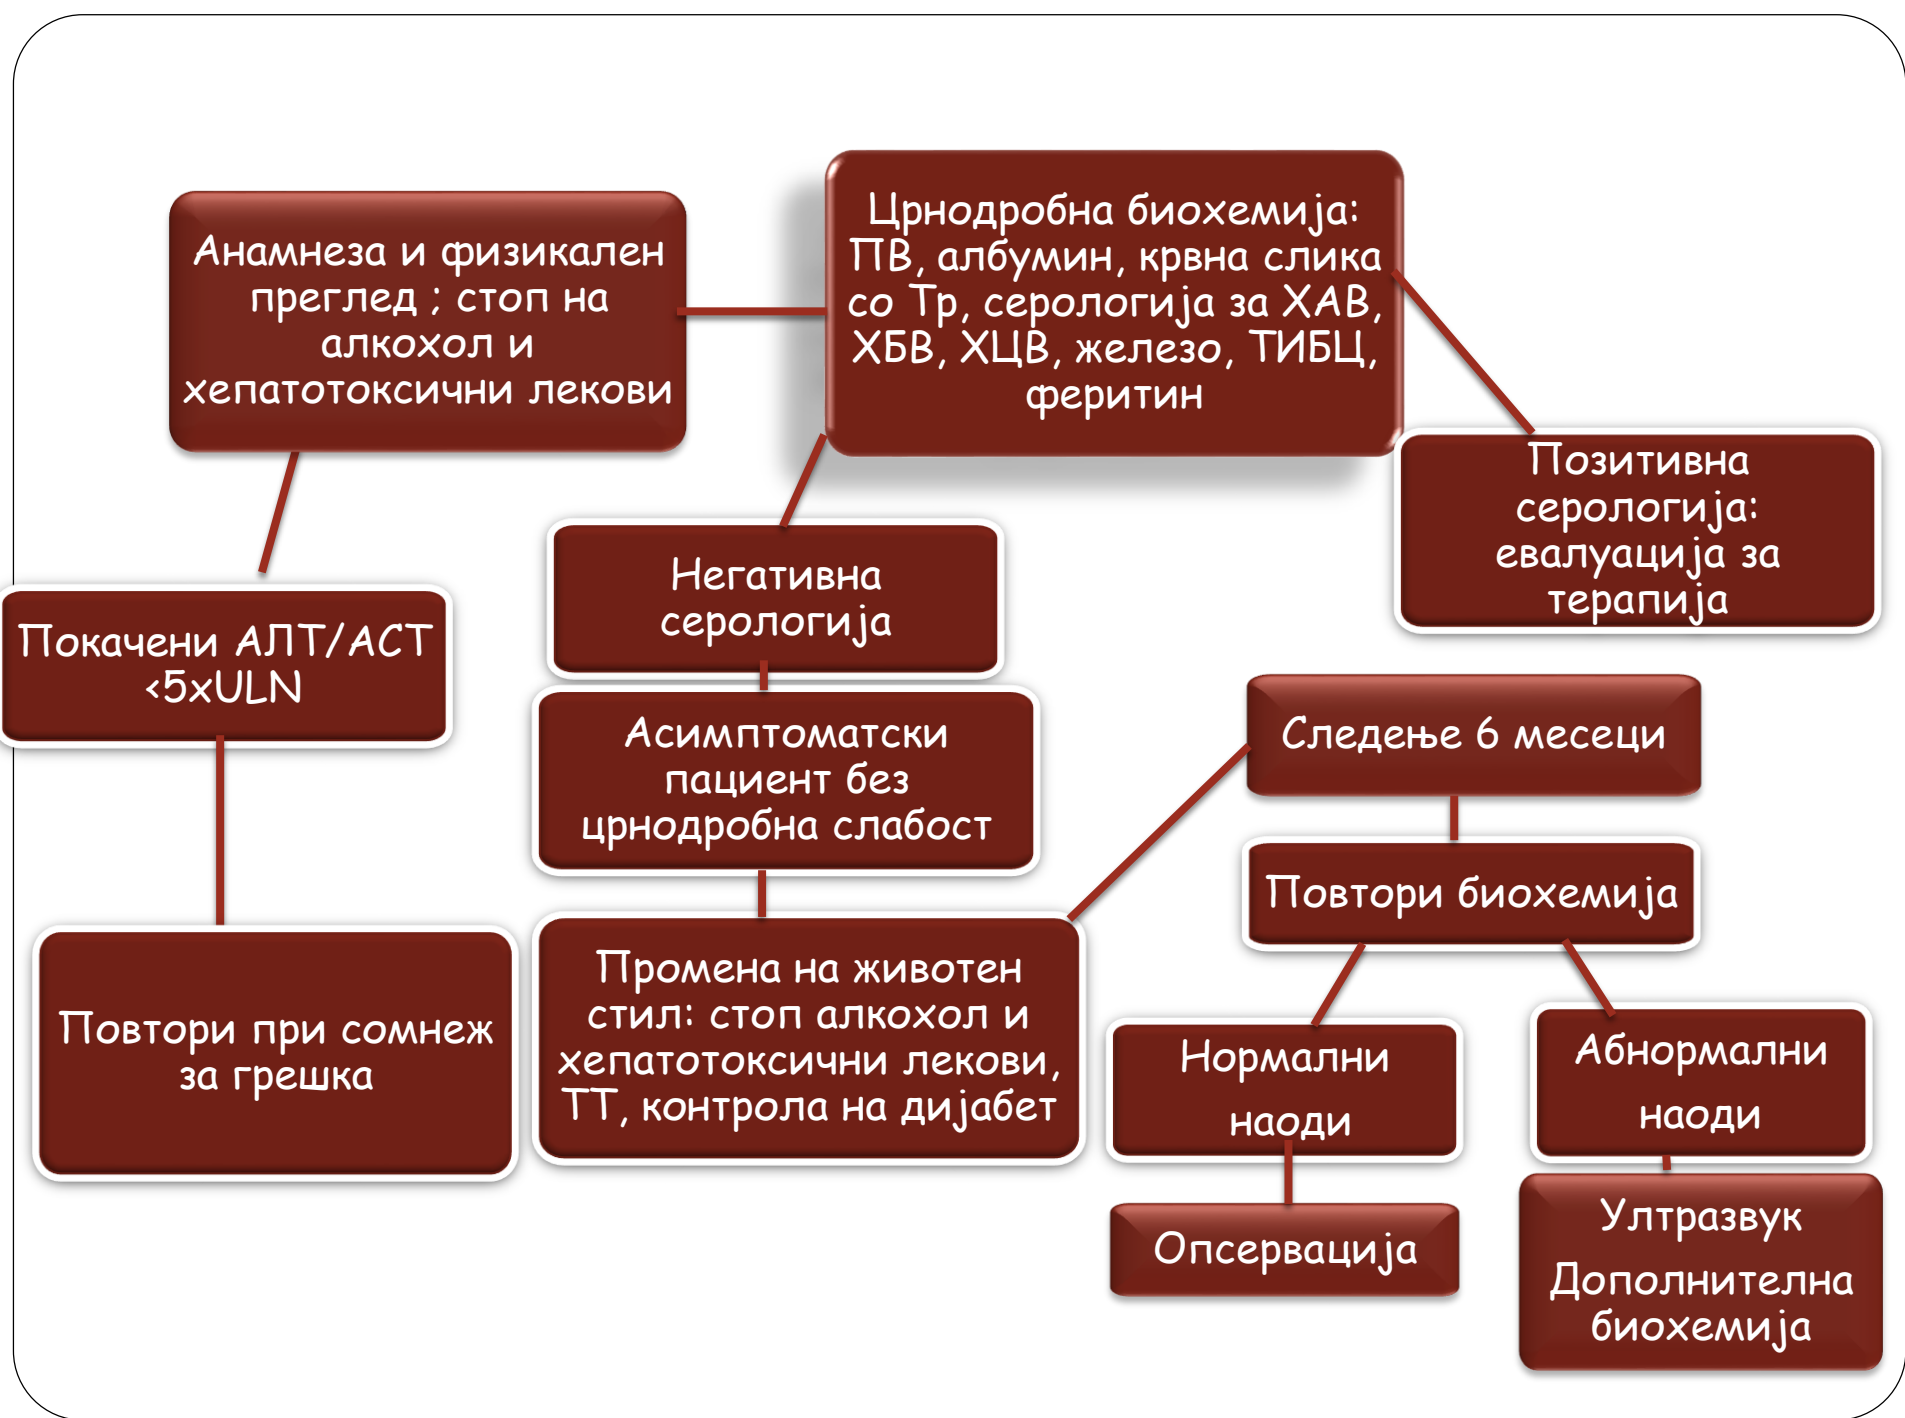 Анамнеза и физикален
преглед ; стоп на
алкохол и
хепатотоксични лекови
Црнодробна биохемија:
ПВ, албумин, крвна слика
со Тр, серологија за ХАВ,
ХБВ, ХЦВ, железо, ТИБЦ,
феритин
Позитивна
серологија:
евалуација за
терапија
Негативна
серологија
Покачени АЛТ/АСТ
<5xULN
Асимптоматски
пациент без
црнодробна слабост
Следење 6 месеци
Повтори биохемија
Повтори при сомнеж
за грешка
Промена на животен
стил: стоп алкохол и
хепатотоксични лекови,
ТТ, контрола на дијабет
Нормални
наоди
Абнормални
наоди
Опсервација
Ултразвук
Дополнителна
биохемија